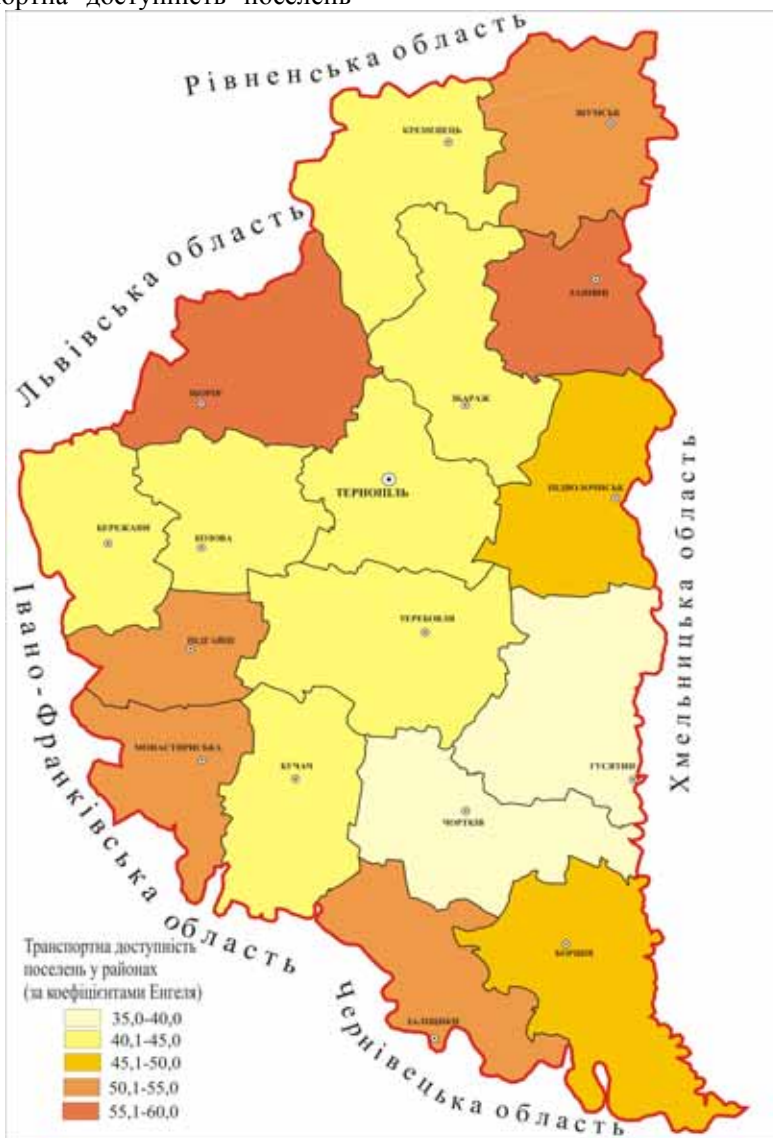 доступність поселень
Рівненська область
ШУМСЬК
КРЕМЕНЕЦЬ
Львівська область
ЛАНІВЦІ
ЗБОРІВ
ЗБАРАЖ
ТЕРНОПІЛЬ
ПІДВОЛОЧИСЬК
Хмельницька область
БЕРЕЖАНИ
КОЗОВА
Івано-Франківська область
ТЕРЕБОВЛЯ
ПІДГАЙЦІ
МОНАСТИРИСЬКА
БУЧАЧ
ГУСЯТИН
ЧОРТКІВ
БОРЩІВ
ЗАЛІЩИКИ
Чернівецька область
Транспортна доступність
поселень у районах
(за коефіцієнтами Енгеля)
35,0-40,0
40,1-45,0
45,1-50,0
50,1-55,0
55,1-60,0